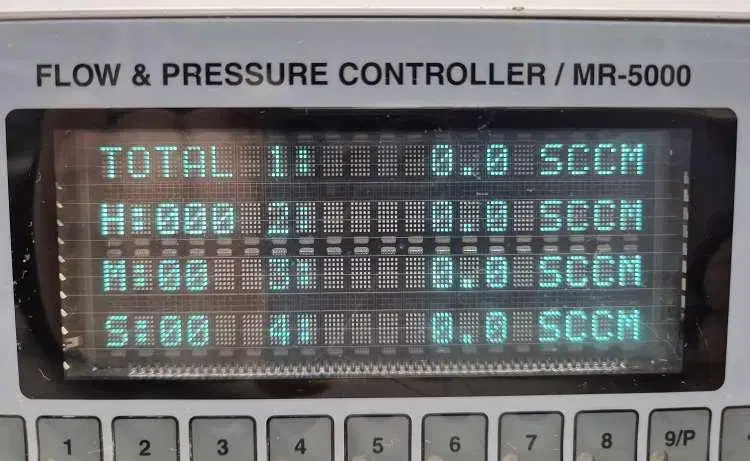 FLOW & PRESSURE CONTROLLER / MR-5000
TOTAL 1: 0.0 SCCM
H:000 2: 0.0 SCCM
M:00 3: 0.0 SCCM
S:00 4: 0.0 SCCM
1 2 3 4 5 6 7 8 9/P